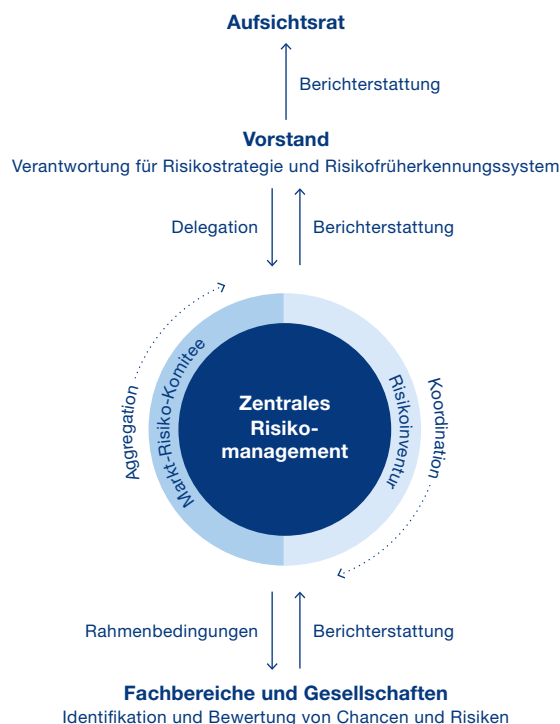 Aufsichtsrat
Berichterstattung
Vorstand
Verantwortung für Risikostrategie und Risikofrüherkennungssystem
Delegation
Berichterstattung
Aggregation
Markt-Risiko-Komitee
Zentrales
Risiko-
management
Risikoinventur
Koordination
Rahmenbedingungen
Berichterstattung
Fachbereiche und Gesellschaften
Identifikation und Bewertung von Chancen und Risiken